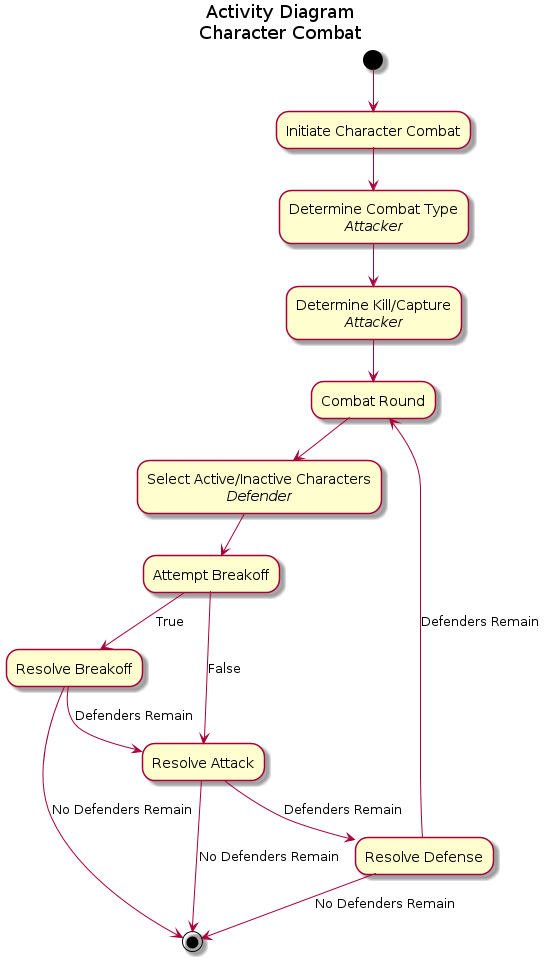 Activity Diagram
Character Combat
Initiate Character Combat
Determine Combat Type
Attacker
Determine Kill/Capture
Attacker
Combat Round
Select Active/Inactive Characters
Defender
Attempt Breakoff
True
Defenders Remain
Resolve Breakoff
False
Defenders Remain
Resolve Attack
No Defenders Remain
Defenders Remain
No Defenders Remain
Resolve Defense
No Defenders Remain